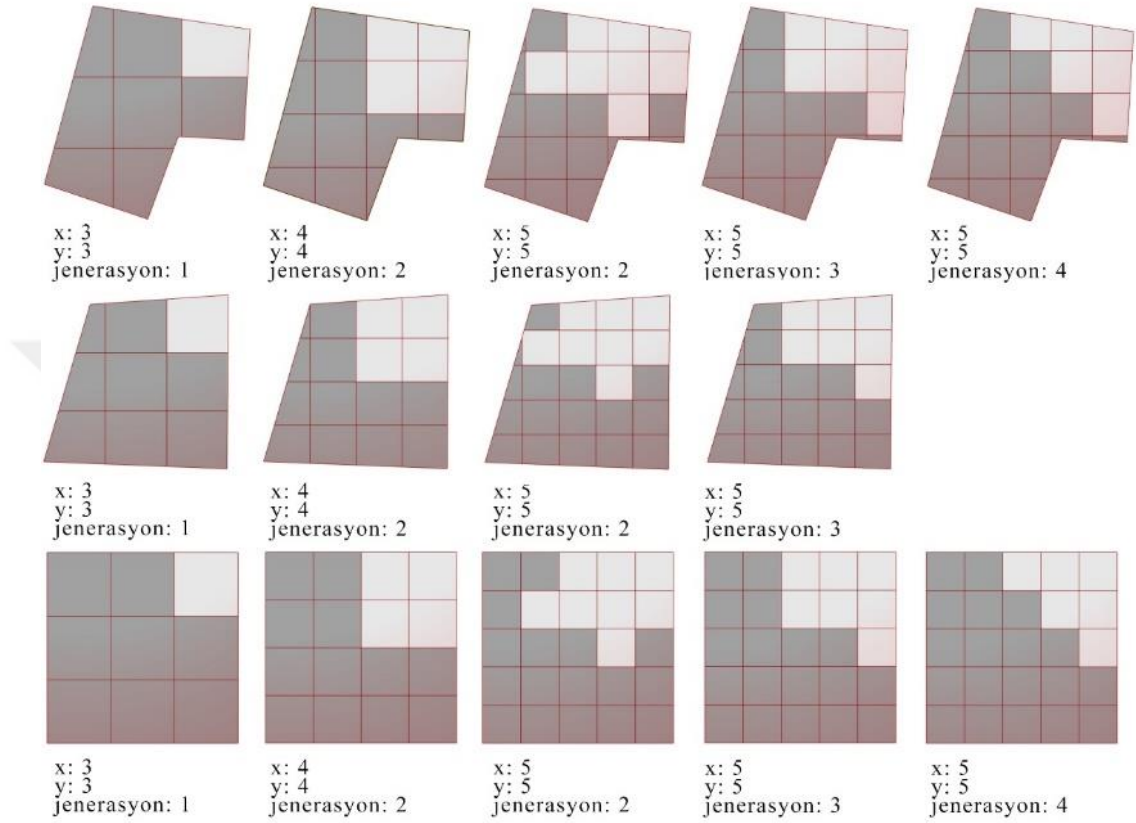 x: 3
y: 3
jenerasyon: 1
x: 4
y: 4
jenerasyon: 2
x: 5
y: 5
jenerasyon: 2
x: 5
y: 5
jenerasyon: 3
x: 5
y: 5
jenerasyon: 4
x: 3
y: 3
jenerasyon: 1
x: 4
y: 4
jenerasyon: 2
x: 5
y: 5
jenerasyon: 2
x: 5
y: 5
jenerasyon: 3
x: 3
y: 3
jenerasyon: 1
x: 4
y: 4
jenerasyon: 2
x: 5
y: 5
jenerasyon: 2
x: 5
y: 5
jenerasyon: 3
x: 5
y: 5
jenerasyon: 4